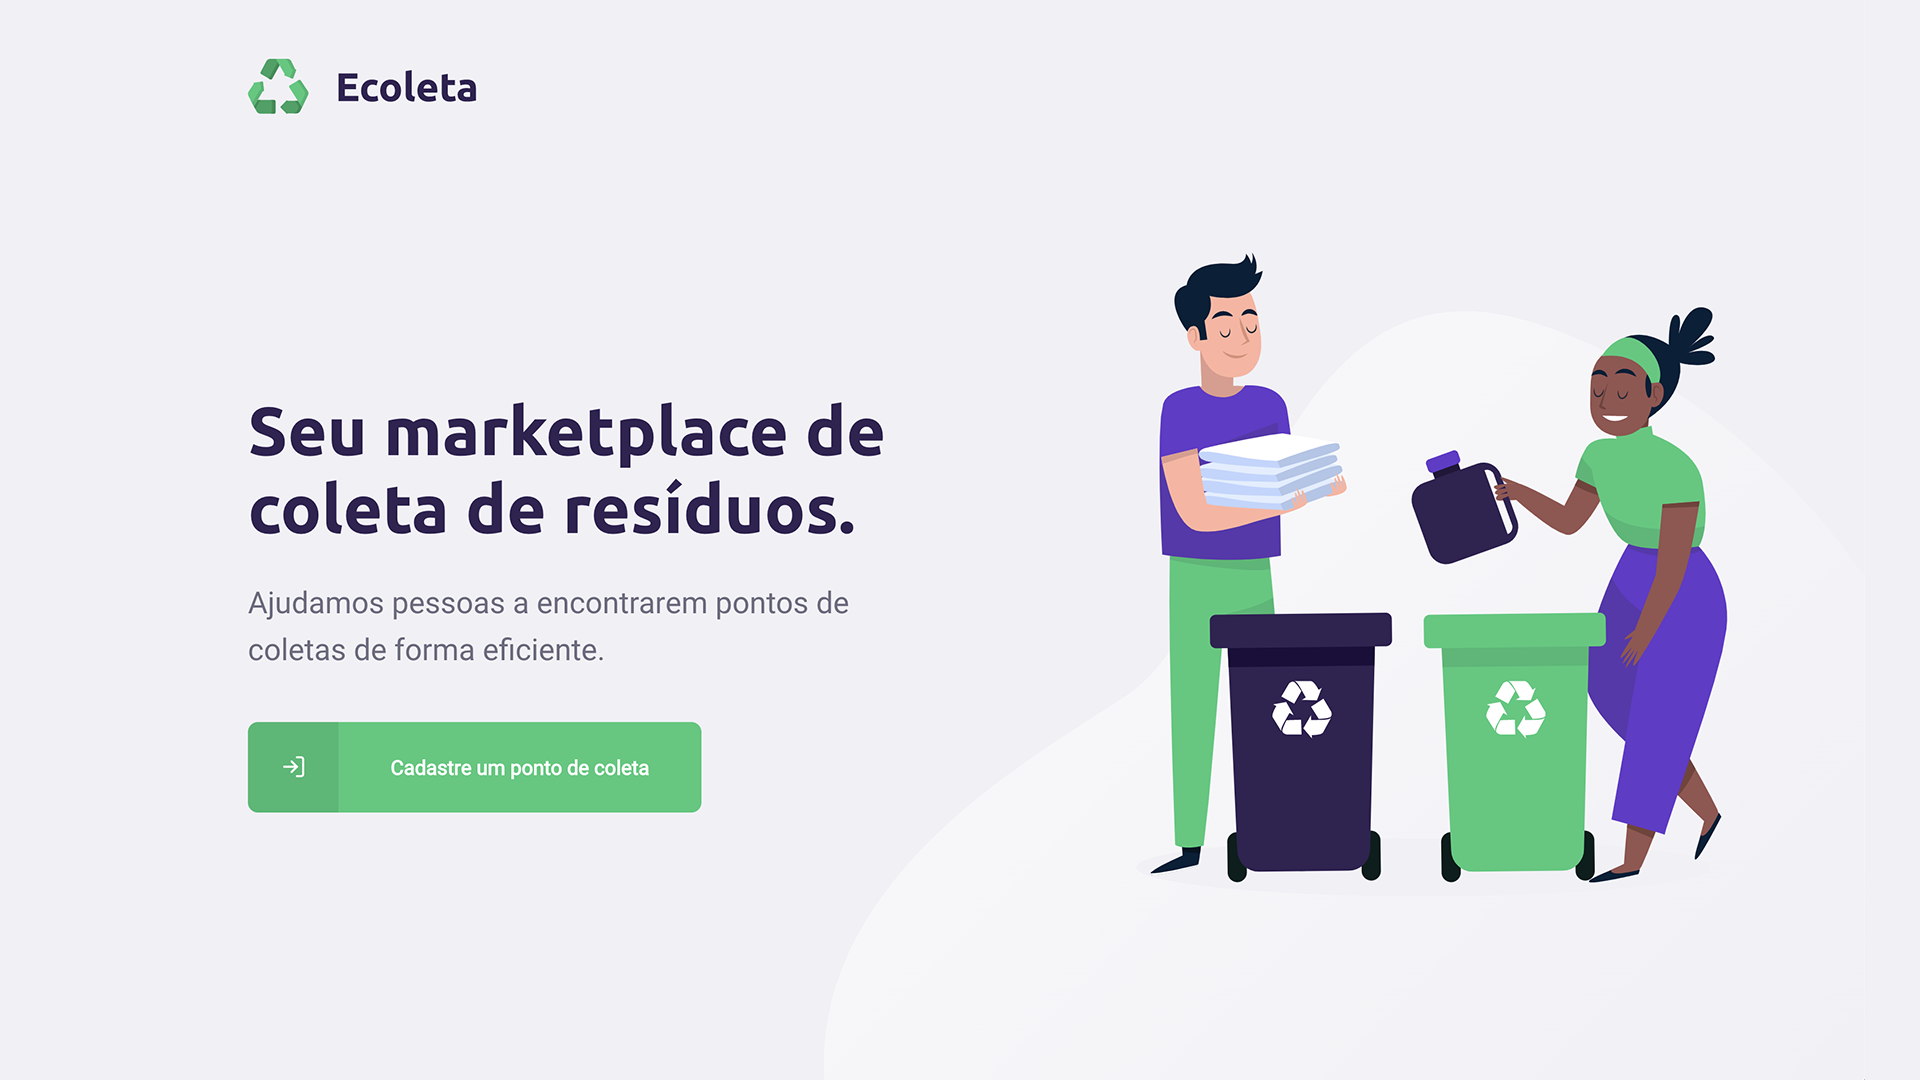 Ecoleta
Seu marketplace de
coleta de resíduos.
Ajudamos pessoas a encontrarem pontos de
coletas de forma eficiente.
Cadastre um ponto de coleta